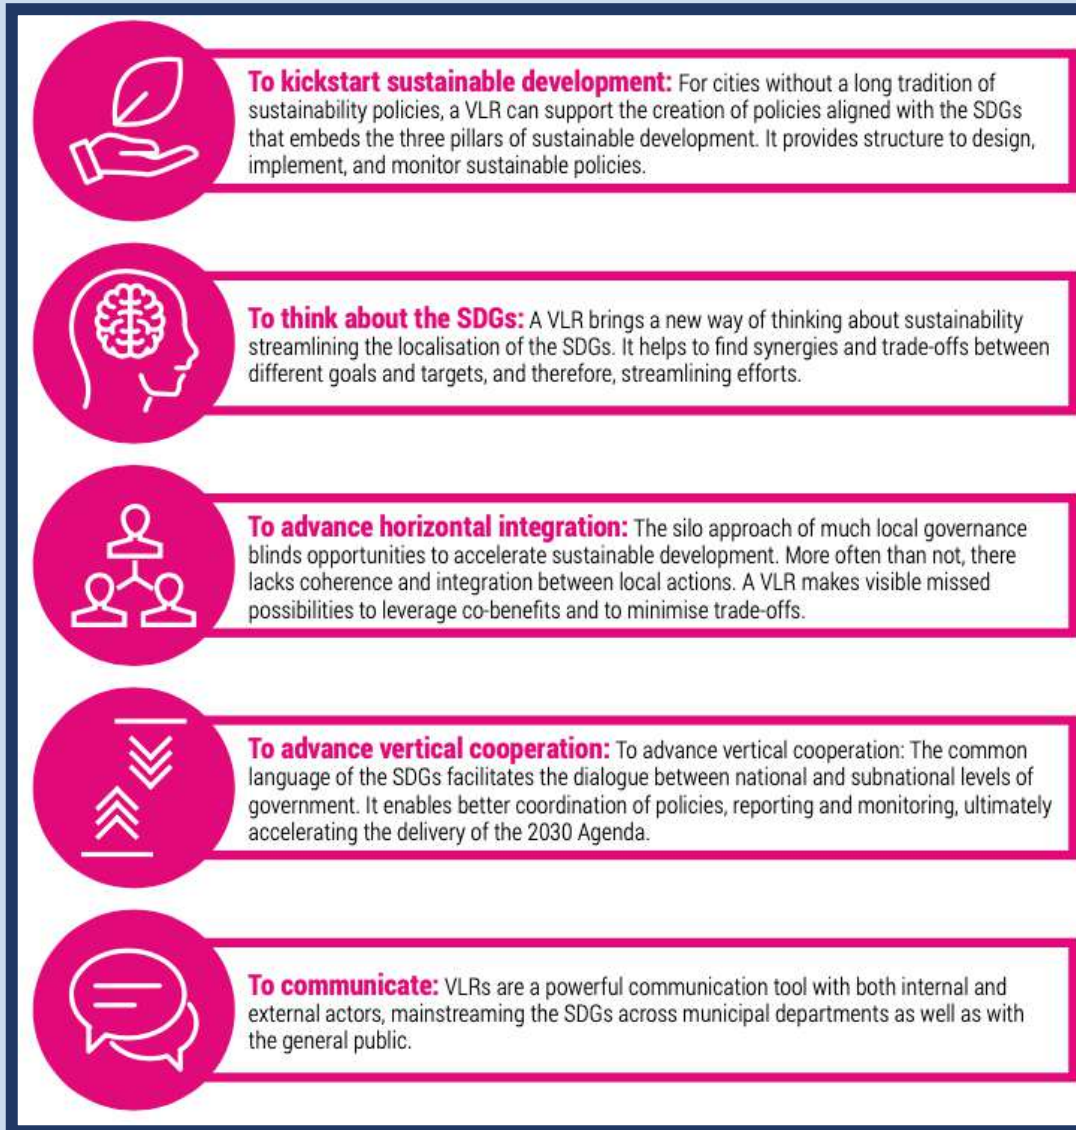 To kickstart sustainable development: For cities without a long tradition of
sustainability policies, a VLR can support the creation of policies aligned with the SDGs
that embeds the three pillars of sustainable development. It provides structure to design,
implement, and monitor sustainable policies.
To think about the SDGs: A VLR brings a new way of thinking about sustainability
streamlining the localisation of the SDGs. It helps to find synergies and trade-offs between
different goals and targets, and therefore, streamlining efforts.
To advance horizontal integration: The silo approach of much local governance
blinds opportunities to accelerate sustainable development. More often than not, there
lacks coherence and integration between local actions. A VLR makes visible missed
possibilities to leverage co-benefits and to minimise trade-offs.
To advance vertical cooperation: To advance vertical cooperation: The common
language of the SDGs facilitates the dialogue between national and subnational levels of
government. It enables better coordination of policies, reporting and monitoring, ultimately
accelerating the delivery of the 2030 Agenda.
To communicate: VLRs are a powerful communication tool with both internal and
external actors, mainstreaming the SDGs across municipal departments as well as with
the general public.